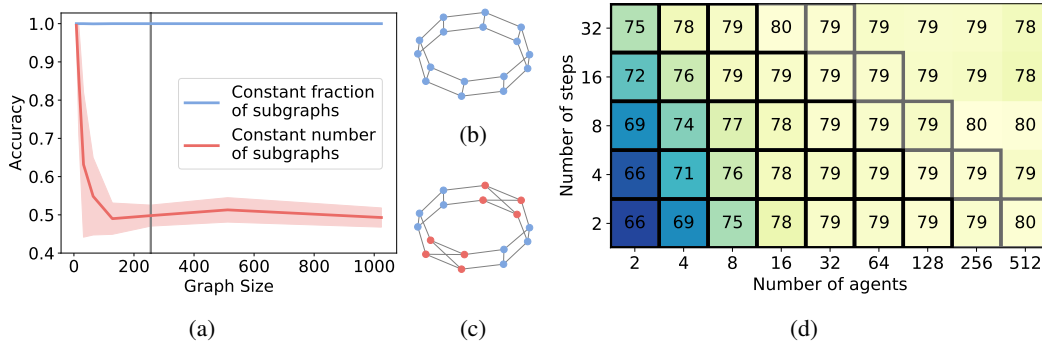 1.0
0.9
0.8
0.7
0.6
0.5
0.4
Accuracy
Constant fraction
of subgraphs
Constant number
of subgraphs
0 200 400 600 800 1000
Graph Size
(a)
(b)
(c)
Number of steps
32 75 78 79 80 79 79 79 79 78
16 72 76 79 79 79 79 79 79 78
8 69 74 77 78 79 79 79 80 80
4 66 71 76 78 79 79 79 79 79
2 66 69 75 78 79 79 79 79 80
2 4 8 16 32 64 128 256 512
Number of agents
(d)